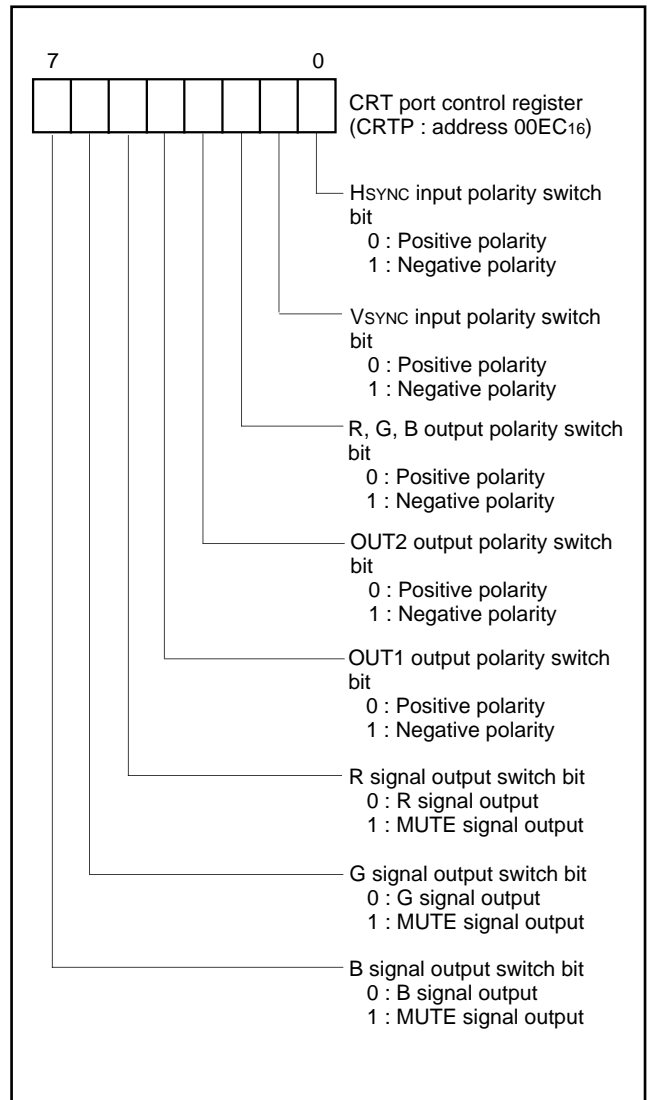 7 0
CRT port control register
(CRTP : address 00EC16)
HSYNC input polarity switch
bit
0 : Positive polarity
1 : Negative polarity
VSYNC input polarity switch
bit
0 : Positive polarity
1 : Negative polarity
R, G, B output polarity switch
bit
0 : Positive polarity
1 : Negative polarity
OUT2 output polarity switch
bit
0 : Positive polarity
1 : Negative polarity
OUT1 output polarity switch
bit
0 : Positive polarity
1 : Negative polarity
R signal output switch bit
0 : R signal output
1 : MUTE signal output
G signal output switch bit
0 : G signal output
1 : MUTE signal output
B signal output switch bit
0 : B signal output
1 : MUTE signal output